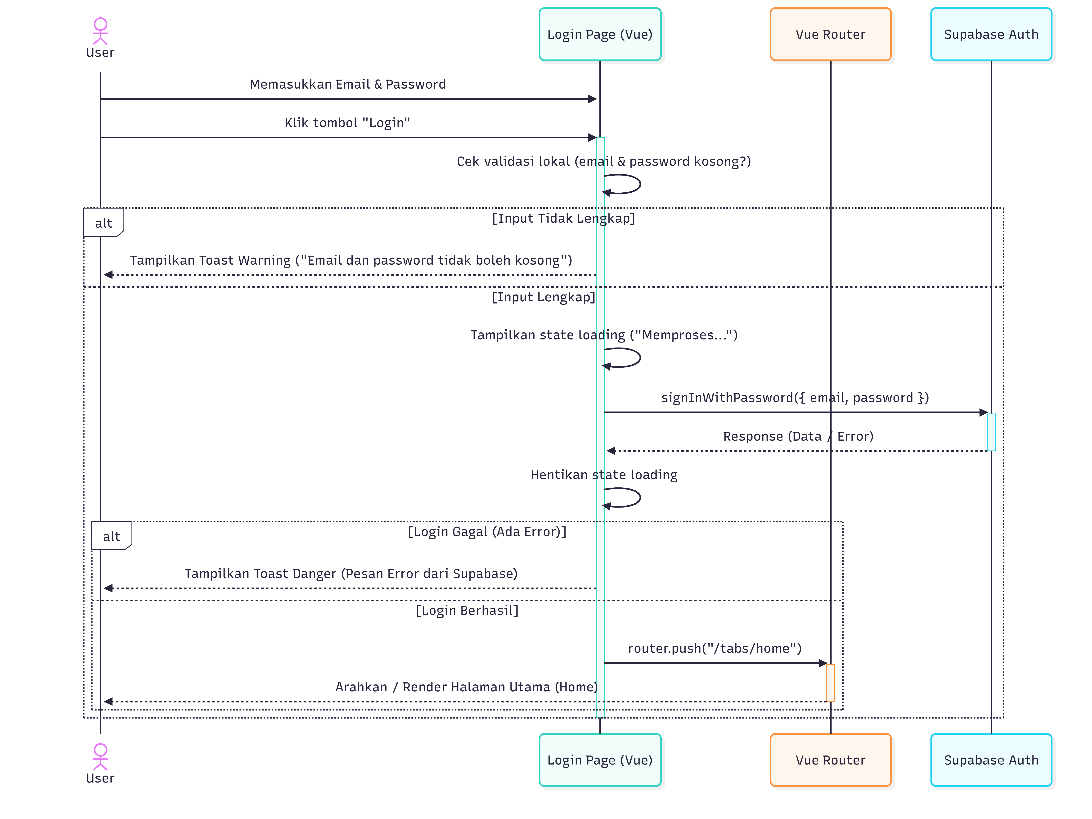 User
Login Page (Vue)
Vue Router
Supabase Auth
Memasukkan Email & Password
Klik tombol "Login"
Cek validasi lokal (email & password kosong?)
alt
[Input Tidak Lengkap]
Tampilkan Toast Warning ("Email dan password tidak boleh kosong")
[Input Lengkap]
Tampilkan state loading ("Memproses...")
signInWithPassword({ email, password })
Response (Data / Error)
Hentikan state loading
alt
[Login Gagal (Ada Error)]
Tampilkan Toast Danger (Pesan Error dari Supabase)
[Login Berhasil]
router.push("/tabs/home")
Arahkan / Render Halaman Utama (Home)
User
Login Page (Vue)
Vue Router
Supabase Auth